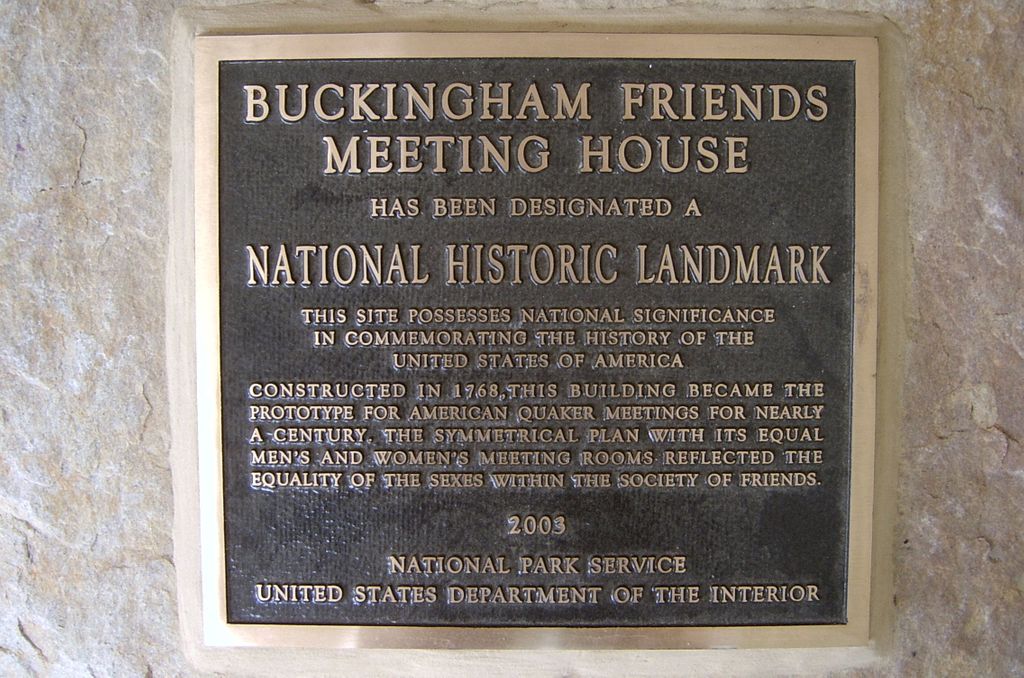 BUCKINGHAM FRIENDS
MEETING HOUSE
HAS BEEN DESIGNATED A
NATIONAL HISTORIC LANDMARK
THIS SITE POSSESSES NATIONAL SIGNIFICANCE
IN COMMEMORATING THE HISTORY OF THE
UNITED STATES OF AMERICA
CONSTRUCTED IN 1768, THIS BUILDING BECAME THE
PROTOTYPE FOR AMERICAN QUAKER MEETINGS FOR NEARLY
A CENTURY. THE SYMMETRICAL PLAN WITH ITS EQUAL
MEN'S AND WOMEN'S MEETING ROOMS REFLECTED THE
EQUALITY OF THE SEXES WITHIN THE SOCIETY OF FRIENDS.
2003
NATIONAL PARK SERVICE
UNITED STATES DEPARTMENT OF THE INTERIOR